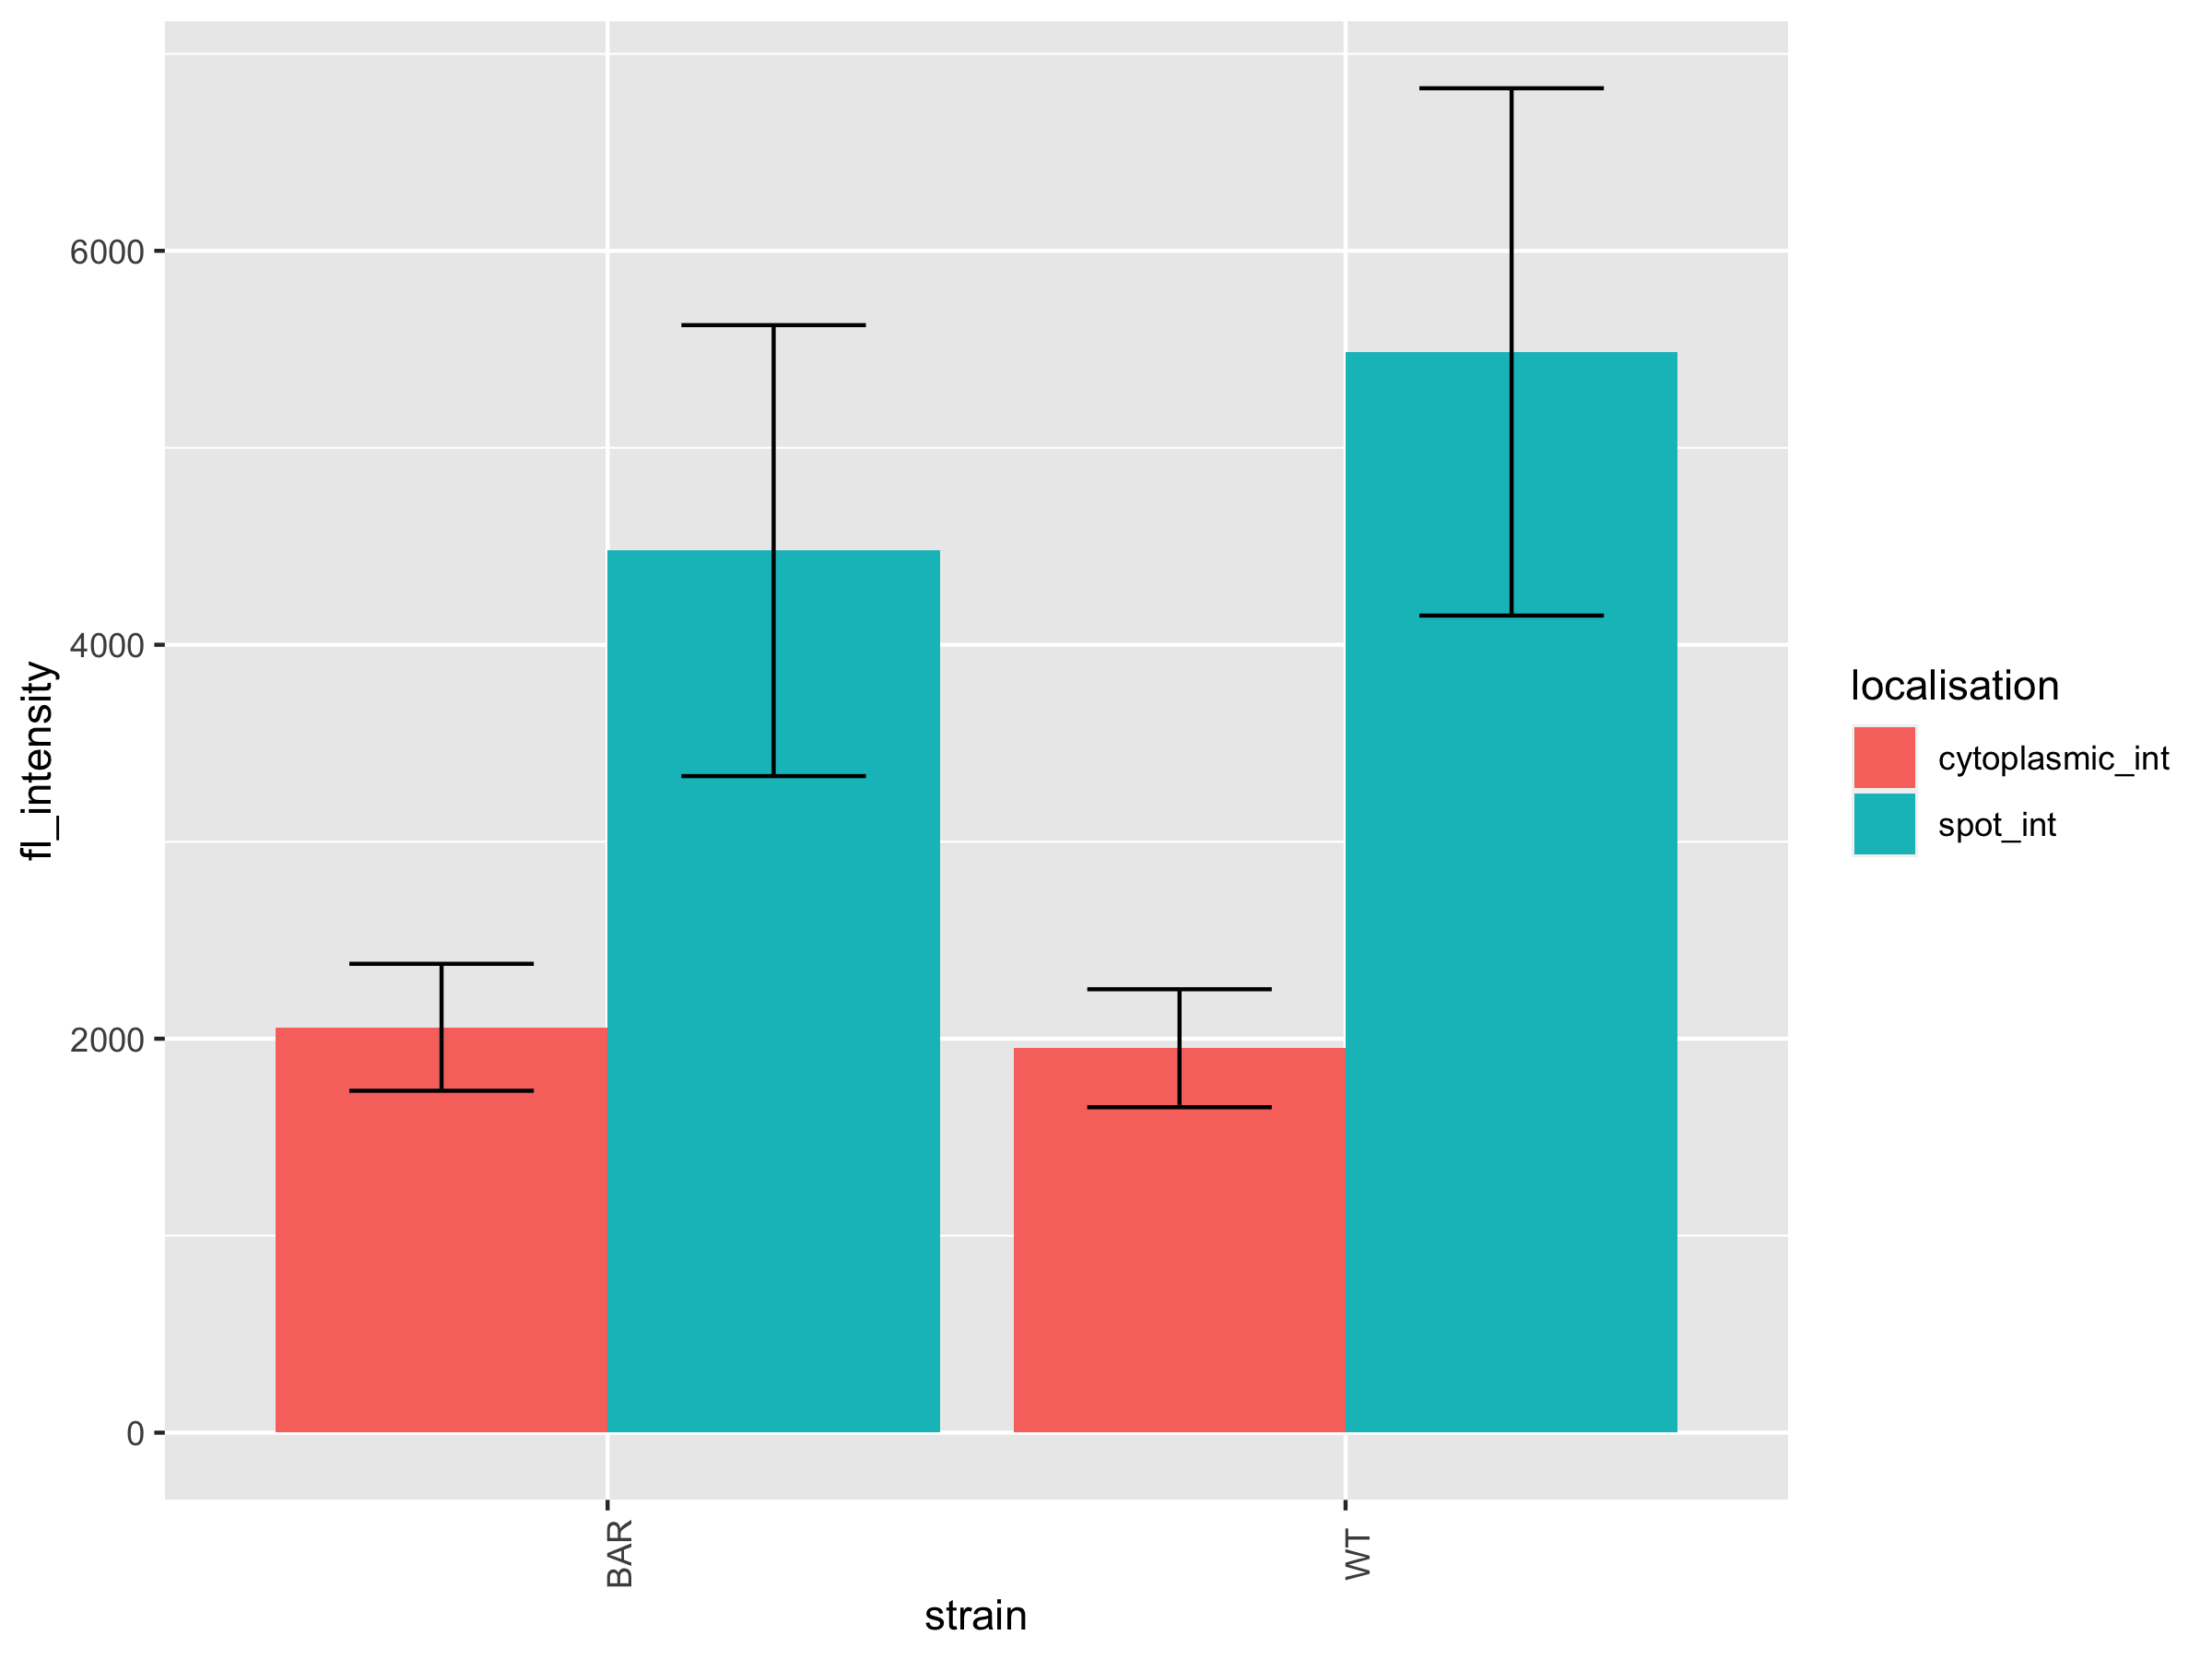 fl_intensity
6000
4000
2000
0
BAR
WT
strain
localisation
cytoplasmic_int
spot_int